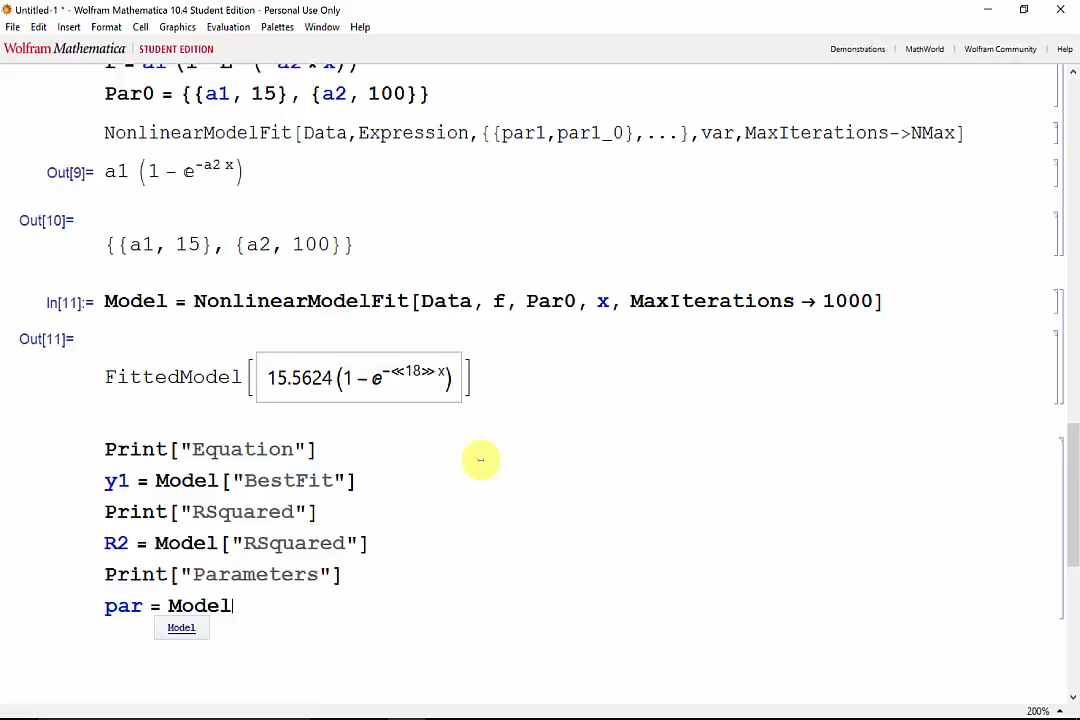 Untitled-1 * - Wolfram Mathematica 10.4 Student Edition - Personal Use Only
File Edit Insert Format Cell Graphics Evaluation Palettes Window Help
Wolfram Mathematica | STUDENT EDITION Demonstrations MathWorld Wolfram Community Help
Par0 = {{a1, 15}, {a2, 100}}
NonlinearModelFit[Data,Expression,{{par1,par1_0},...},var,MaxIterations->NMax]
Out[9]= a1 (1 - e^-a2 x)
Out[10]=
{{a1, 15}, {a2, 100}}
In[11]:= Model = NonlinearModelFit[Data, f, Par0, x, MaxIterations → 1000]
Out[11]=
FittedModel[15.5624(1 - e^-≪18≫ x)]
Print["Equation"]
y1 = Model["BestFit"]
Print["RSquared"]
R2 = Model["RSquared"]
Print["Parameters"]
par = Model
Model
200%